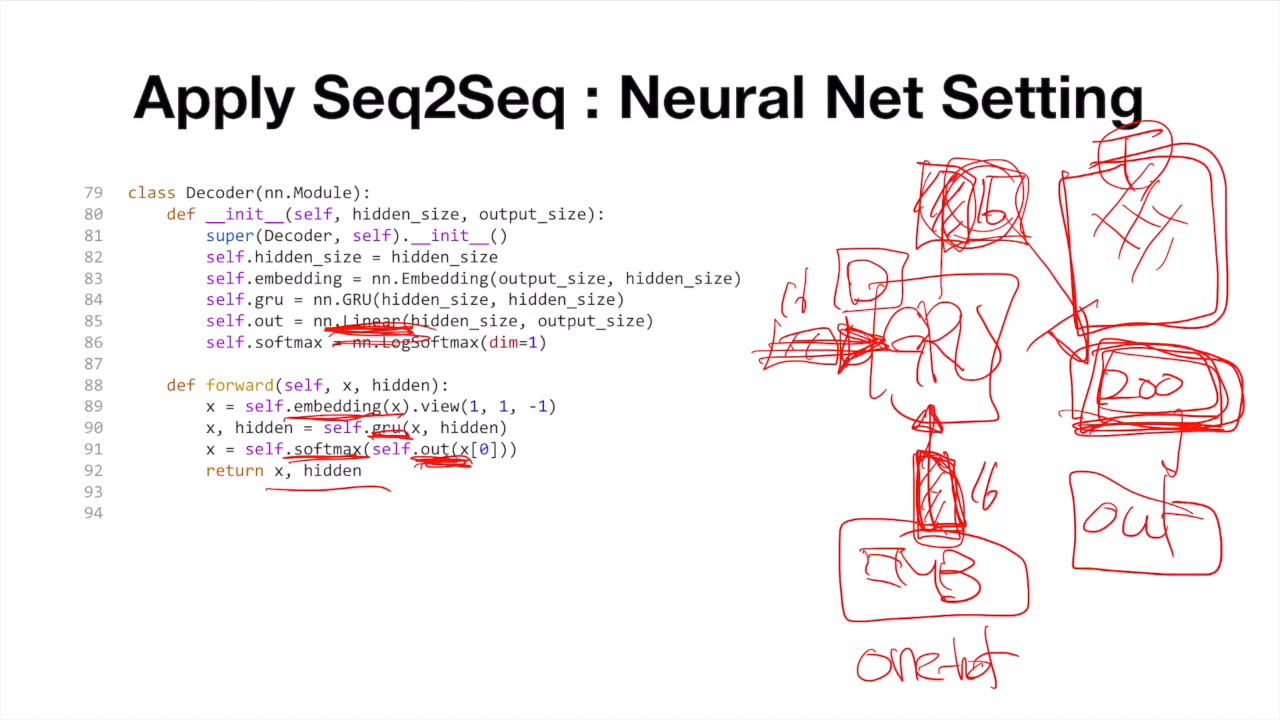 Apply Seq2Seq : Neural Net Setting
79 class Decoder(nn.Module):
80 def __init__(self, hidden_size, output_size):
81 super(Decoder, self).__init__()
82 self.hidden_size = hidden_size
83 self.embedding = nn.Embedding(output_size, hidden_size)
84 self.gru = nn.GRU(hidden_size, hidden_size)
85 self.out = nn.Linear(hidden_size, output_size)
86 self.softmax = nn.LogSoftmax(dim=1)
87
88 def forward(self, x, hidden):
89 x = self.embedding(x).view(1, 1, -1)
90 x, hidden = self.gru(x, hidden)
91 x = self.softmax(self.out(x[0]))
92 return x, hidden
93
94
16
D
16
GRU
200
16
out
EMB
one-hot